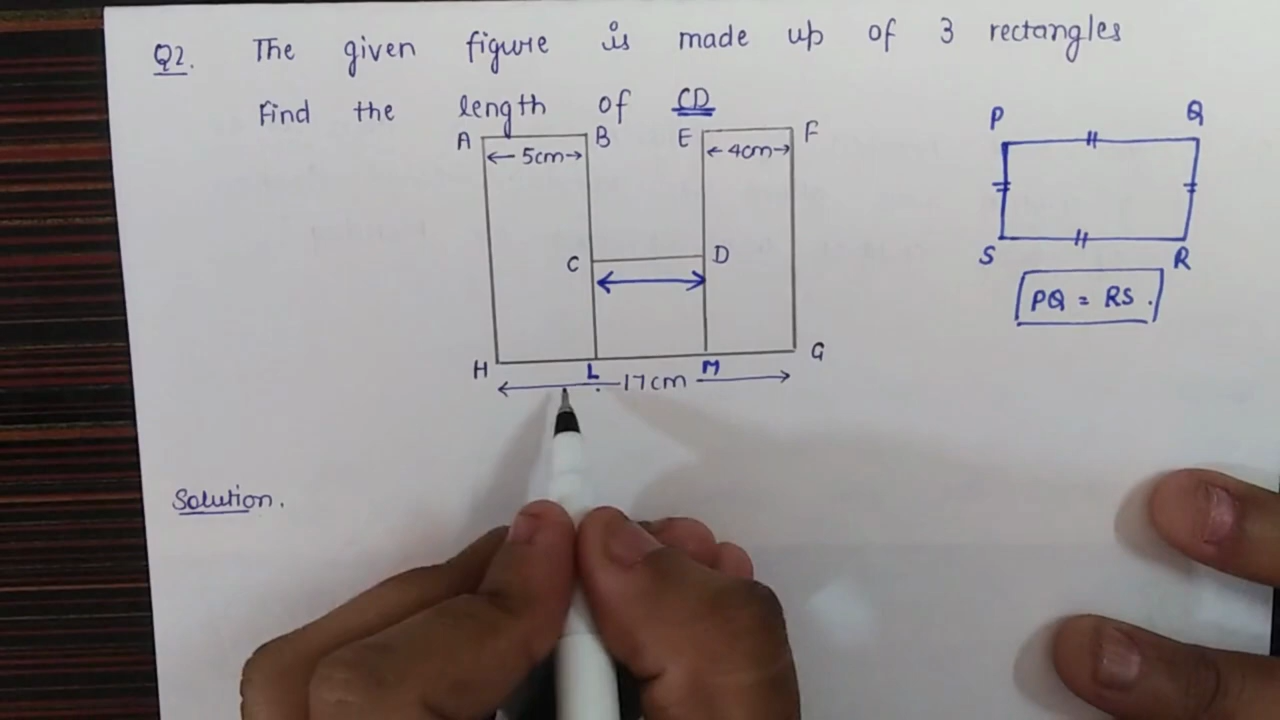 Q2. The given figure is made up of 3 rectangles
Find the length of CD
A B E F
← 5cm → ← 4cm →
C D
H L M G
17cm
P Q
S R
PQ = RS.
Solution.